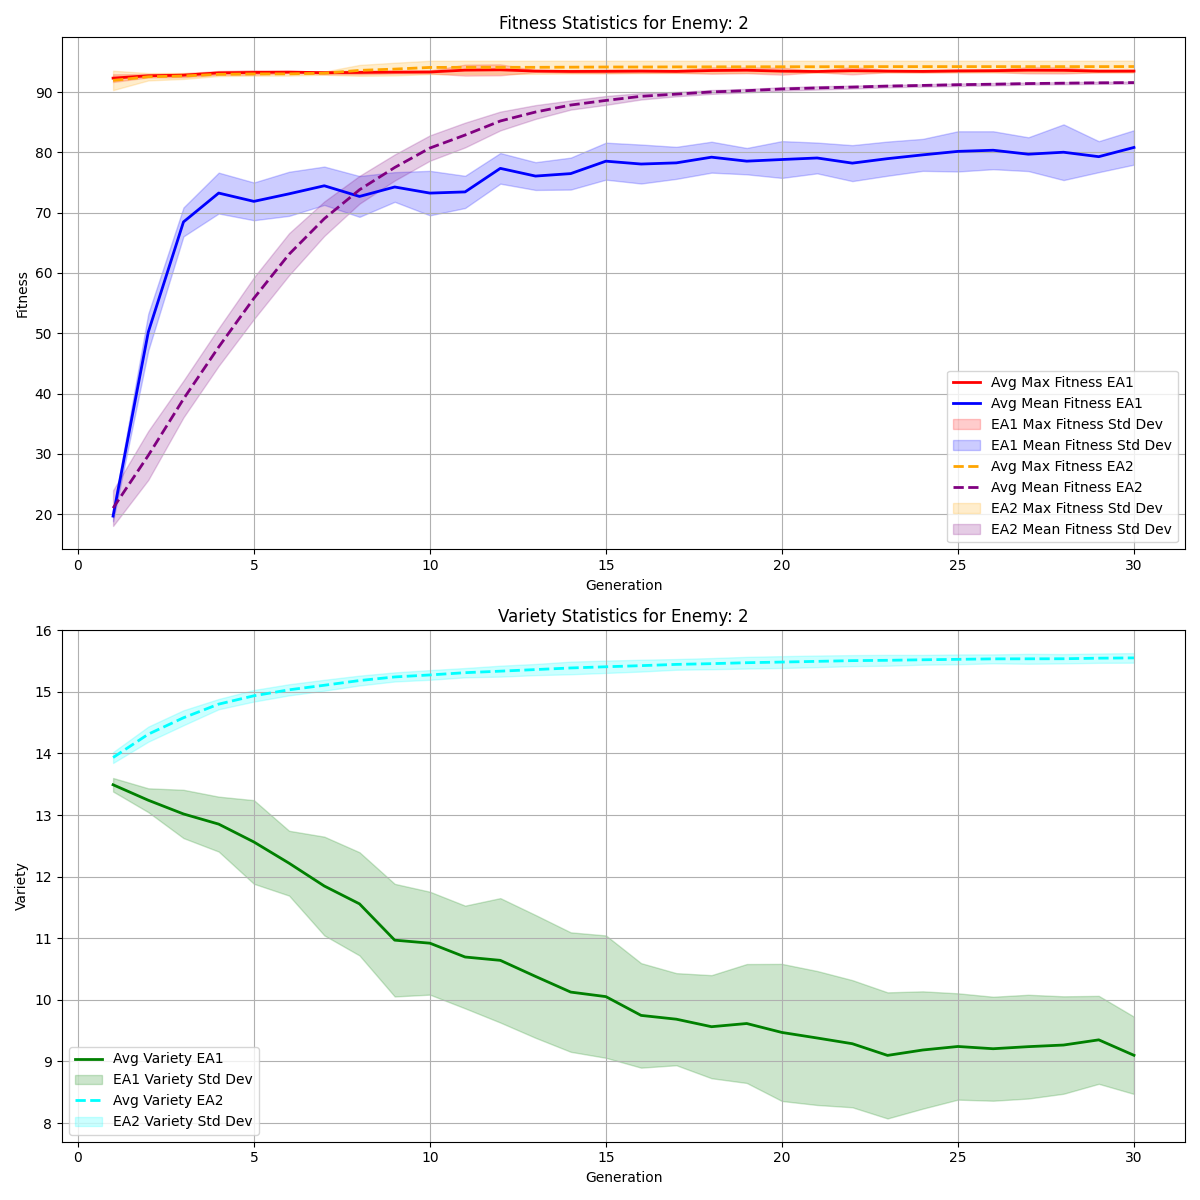 Fitness Statistics for Enemy: 2
Fitness
90
80
70
60
50
40
30
20
Avg Max Fitness EA1
Avg Mean Fitness EA1
EA1 Max Fitness Std Dev
EA1 Mean Fitness Std Dev
Avg Max Fitness EA2
Avg Mean Fitness EA2
EA2 Max Fitness Std Dev
EA2 Mean Fitness Std Dev
0 5 10 15 20 25 30
Generation
Variety Statistics for Enemy: 2
Variety
16
15
14
13
12
11
10
9
8
Avg Variety EA1
EA1 Variety Std Dev
Avg Variety EA2
EA2 Variety Std Dev
0 5 10 15 20 25 30
Generation